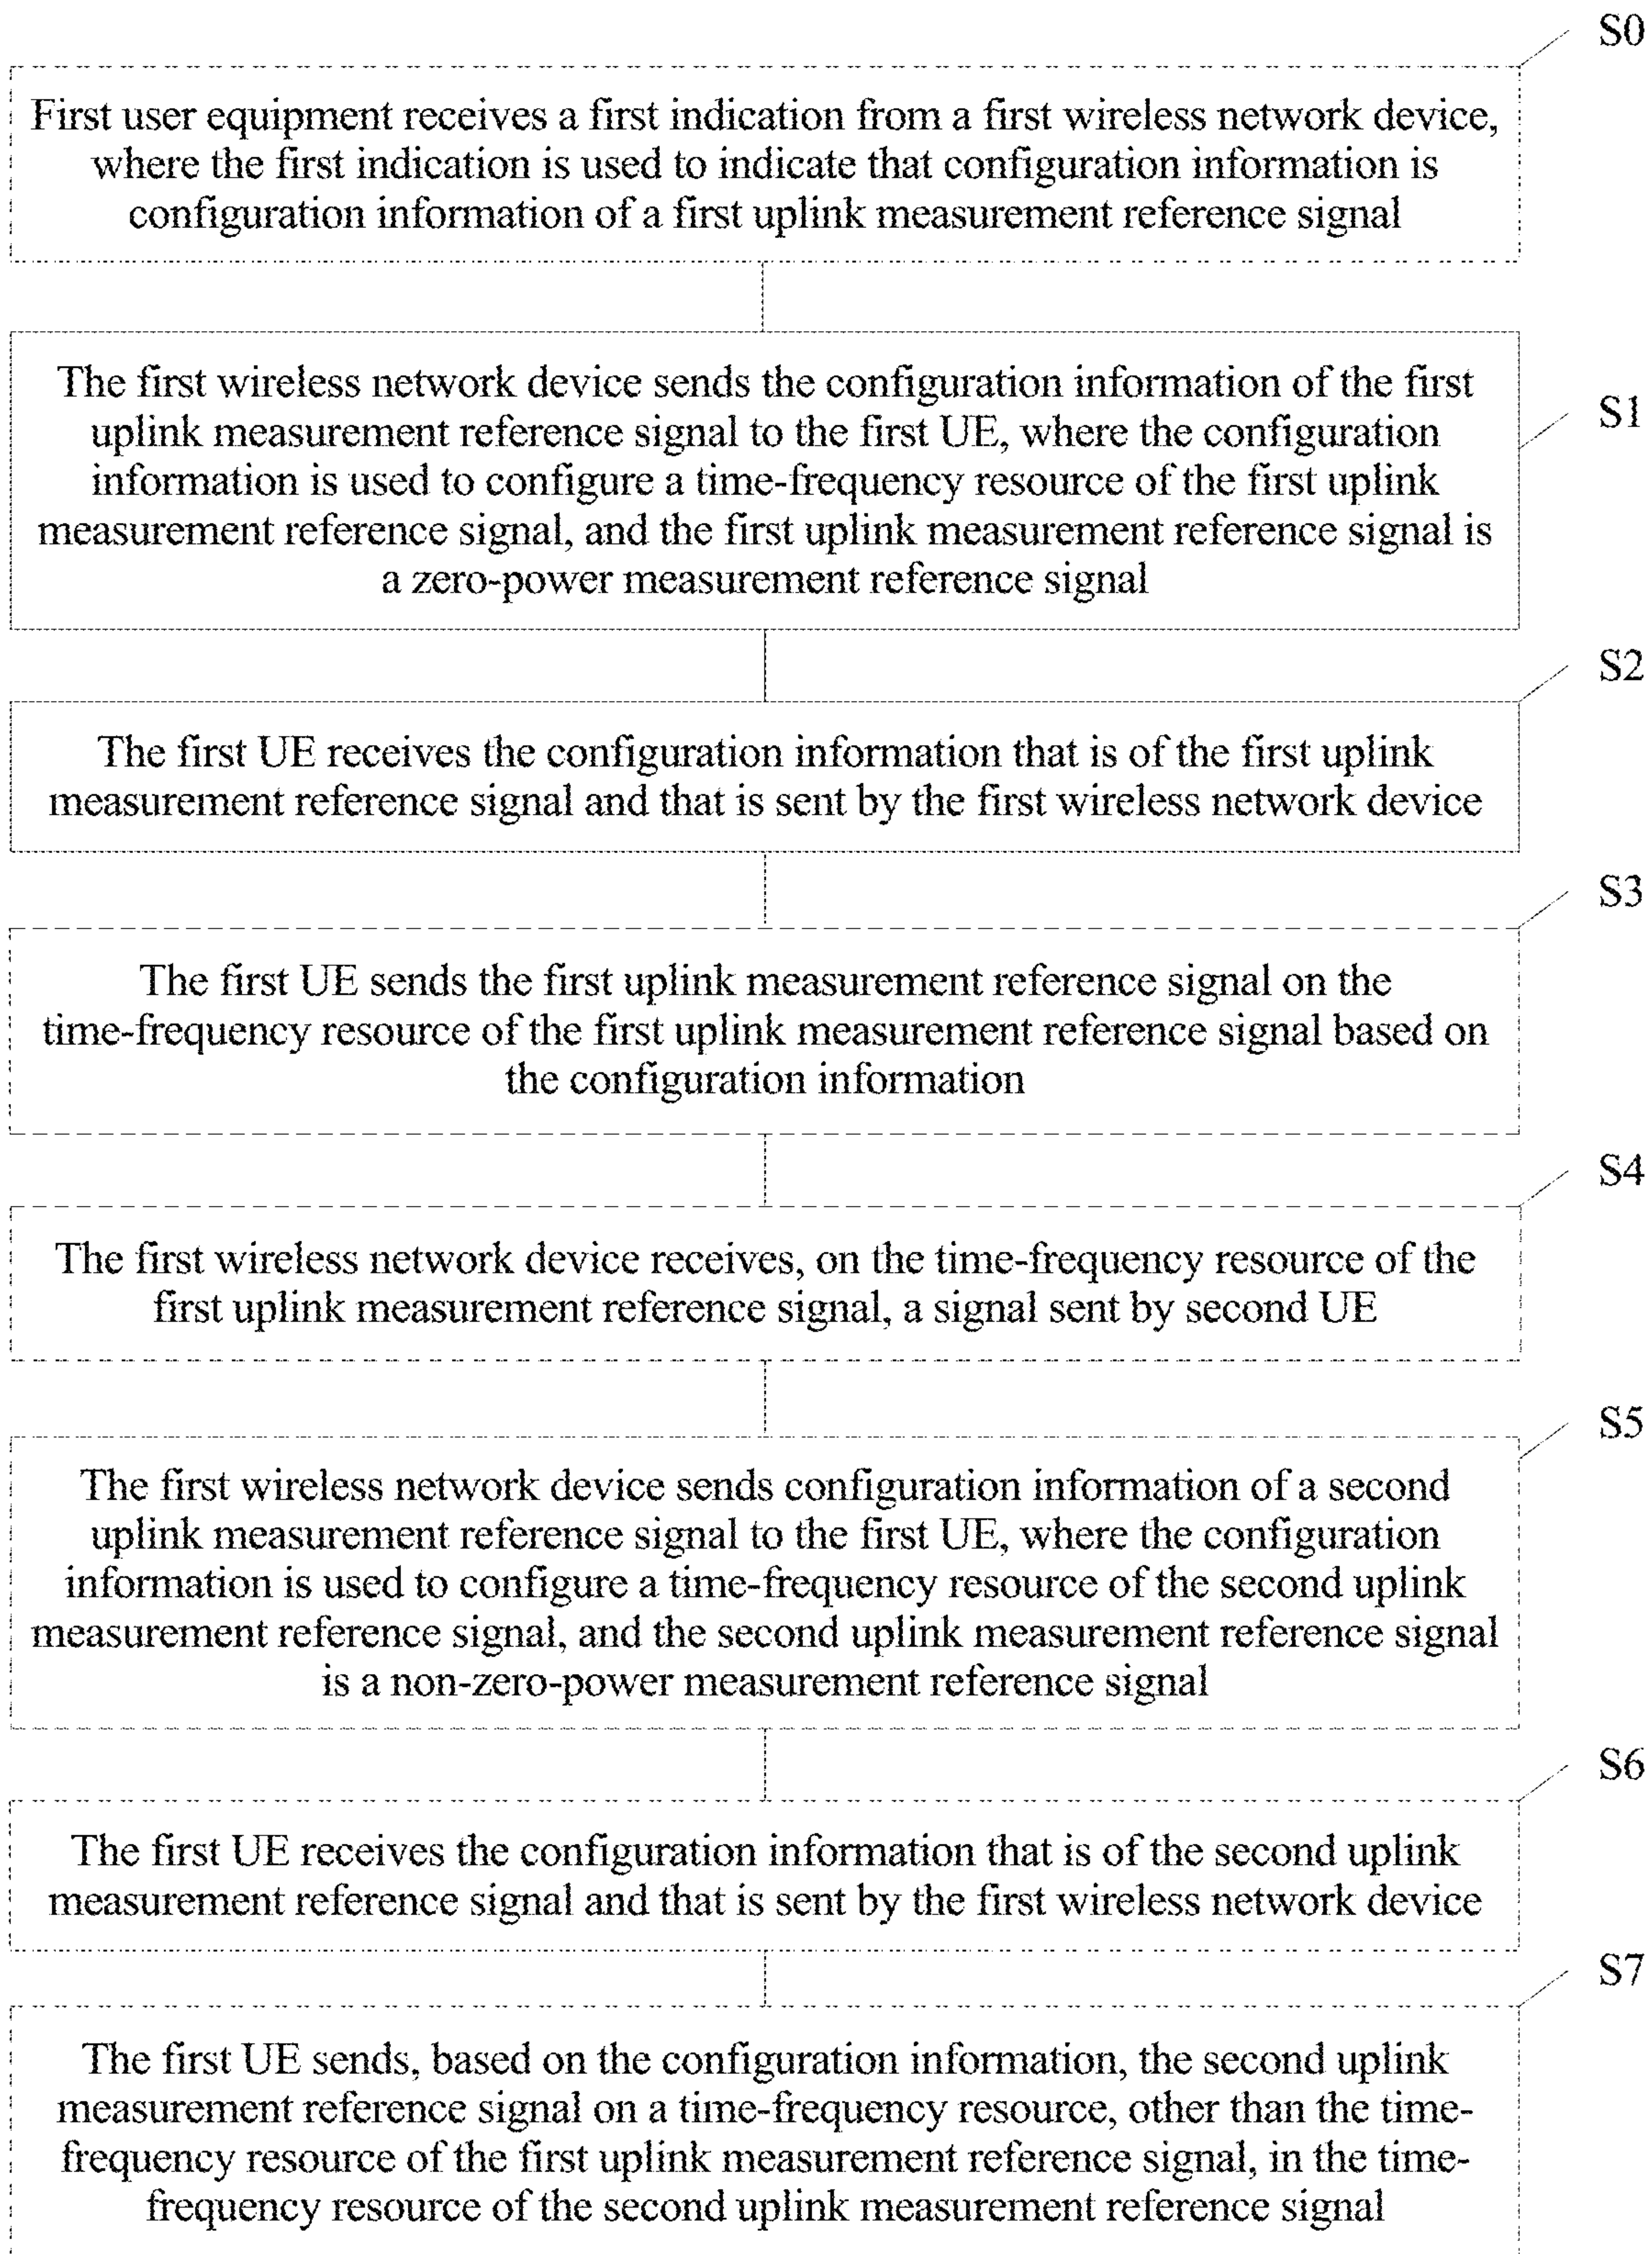 S0
First user equipment receives a first indication from a first wireless network device,
where the first indication is used to indicate that configuration information is
configuration information of a first uplink measurement reference signal
The first wireless network device sends the configuration information of the first
uplink measurement reference signal to the first UE, where the configuration
information is used to configure a time-frequency resource of the first uplink
measurement reference signal, and the first uplink measurement reference signal is
a zero-power measurement reference signal
S1
S2
The first UE receives the configuration information that is of the first uplink
measurement reference signal and that is sent by the first wireless network device
S3
The first UE sends the first uplink measurement reference signal on the
time-frequency resource of the first uplink measurement reference signal based on
the configuration information
S4
The first wireless network device receives, on the time-frequency resource of the
first uplink measurement reference signal, a signal sent by second UE
S5
The first wireless network device sends configuration information of a second
uplink measurement reference signal to the first UE, where the configuration
information is used to configure a time-frequency resource of the second uplink
measurement reference signal, and the second uplink measurement reference signal
is a non-zero-power measurement reference signal
S6
The first UE receives the configuration information that is of the second uplink
measurement reference signal and that is sent by the first wireless network device
S7
The first UE sends, based on the configuration information, the second uplink
measurement reference signal on a time-frequency resource, other than the time-
frequency resource of the first uplink measurement reference signal, in the time-
frequency resource of the second uplink measurement reference signal